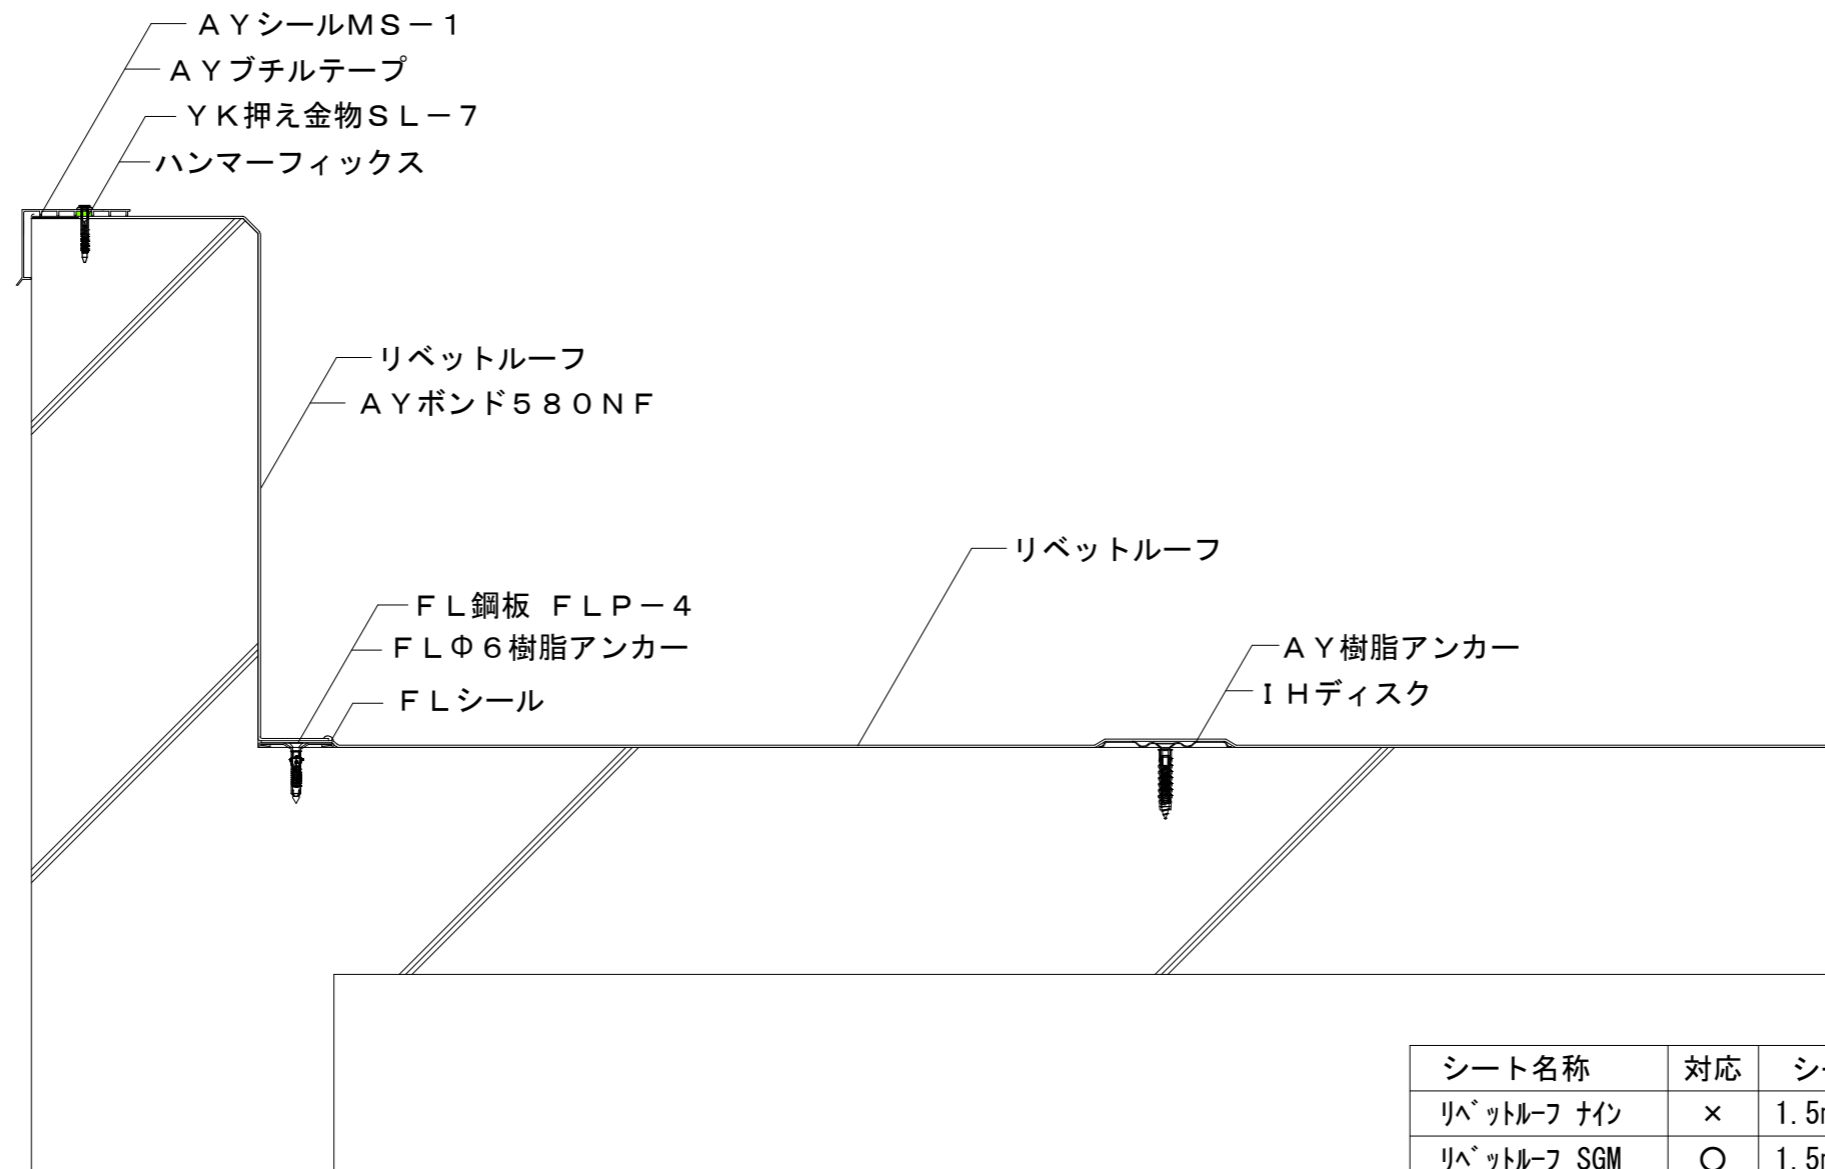 ＡＹシールＭＳ－１
ＡＹブチルテープ
ＹＫ押え金物ＳＬ－７
ハンマーフィックス
リベットルーフ
ＡＹボンド５８０ＮＦ
リベットルーフ
ＦＬ鋼板 ＦＬＰ－４
ＦＬΦ６樹脂アンカー
ＦＬシール
ＡＹ樹脂アンカー
ＩＨディスク
シート名称 対応
ﾘﾍﾞｯﾄﾙｰﾌ ﾅｲﾝ × 1.5
ﾘﾍﾞｯﾄﾙｰﾌ SGM ○ 1.5